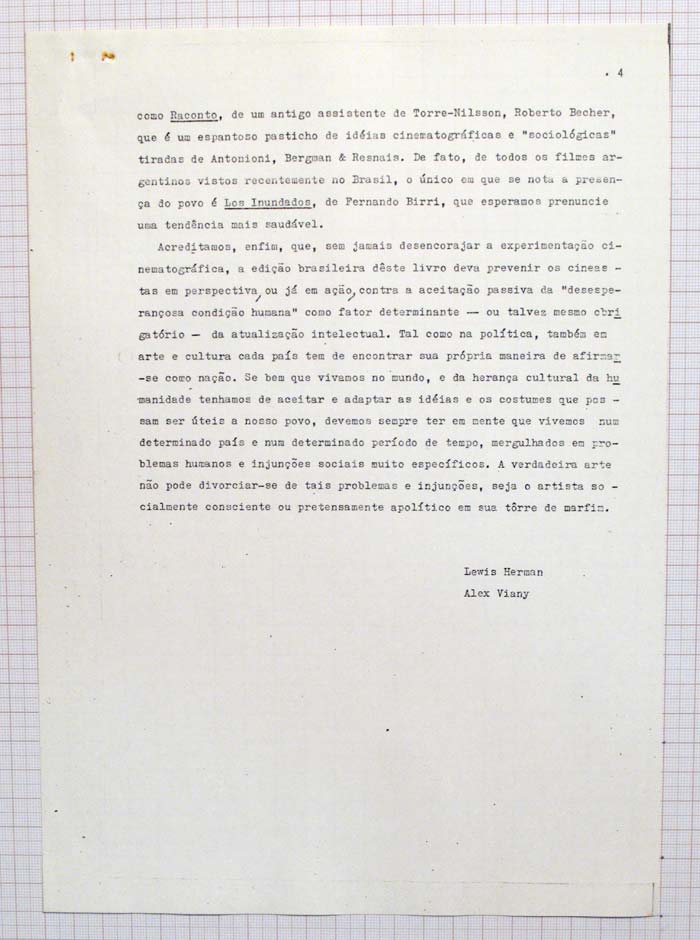 . 4
como Raconto, de um antigo assistente de Torre-Nilsson, Roberto Becher,
que é um espantoso pasticho de idéias cinematográficas e "sociológicas"
tiradas de Antonioni, Bergman & Resnais. De fato, de todos os filmes ar-
gentinos vistos recentemente no Brasil, o único em que se nota a presen-
ça do povo é Los Inundados, de Fernando Birri, que esperamos prenuncie
uma tendência mais saudável.
Acreditamos, enfim, que, sem jamais desencorajar a experimentação ci-
nematográfica, a edição brasileira dêste livro deva prevenir os cineas -
tas em perspectiva, ou já em ação, contra a aceitação passiva da "desespe-
rançosa condição humana" como fator determinante — ou talvez mesmo obri
gatório — da atualização intelectual. Tal como na política, também em
arte e cultura cada país tem de encontrar sua própria maneira de afirmar
-se como nação. Se bem que vivamos no mundo, e da herança cultural da hu
manidade tenhamos de aceitar e adaptar as idéias e os costumes que pos -
sam ser úteis a nosso povo, devemos sempre ter em mente que vivemos num
determinado país e num determinado período de tempo, mergulhados em pro-
blemas humanos e injunções sociais muito específicos. A verdadeira arte
não pode divorciar-se de tais problemas e injunções, seja o artista so -
cialmente consciente ou pretensamente apolítico em sua tôrre de marfim.
Lewis Herman
Alex Viany